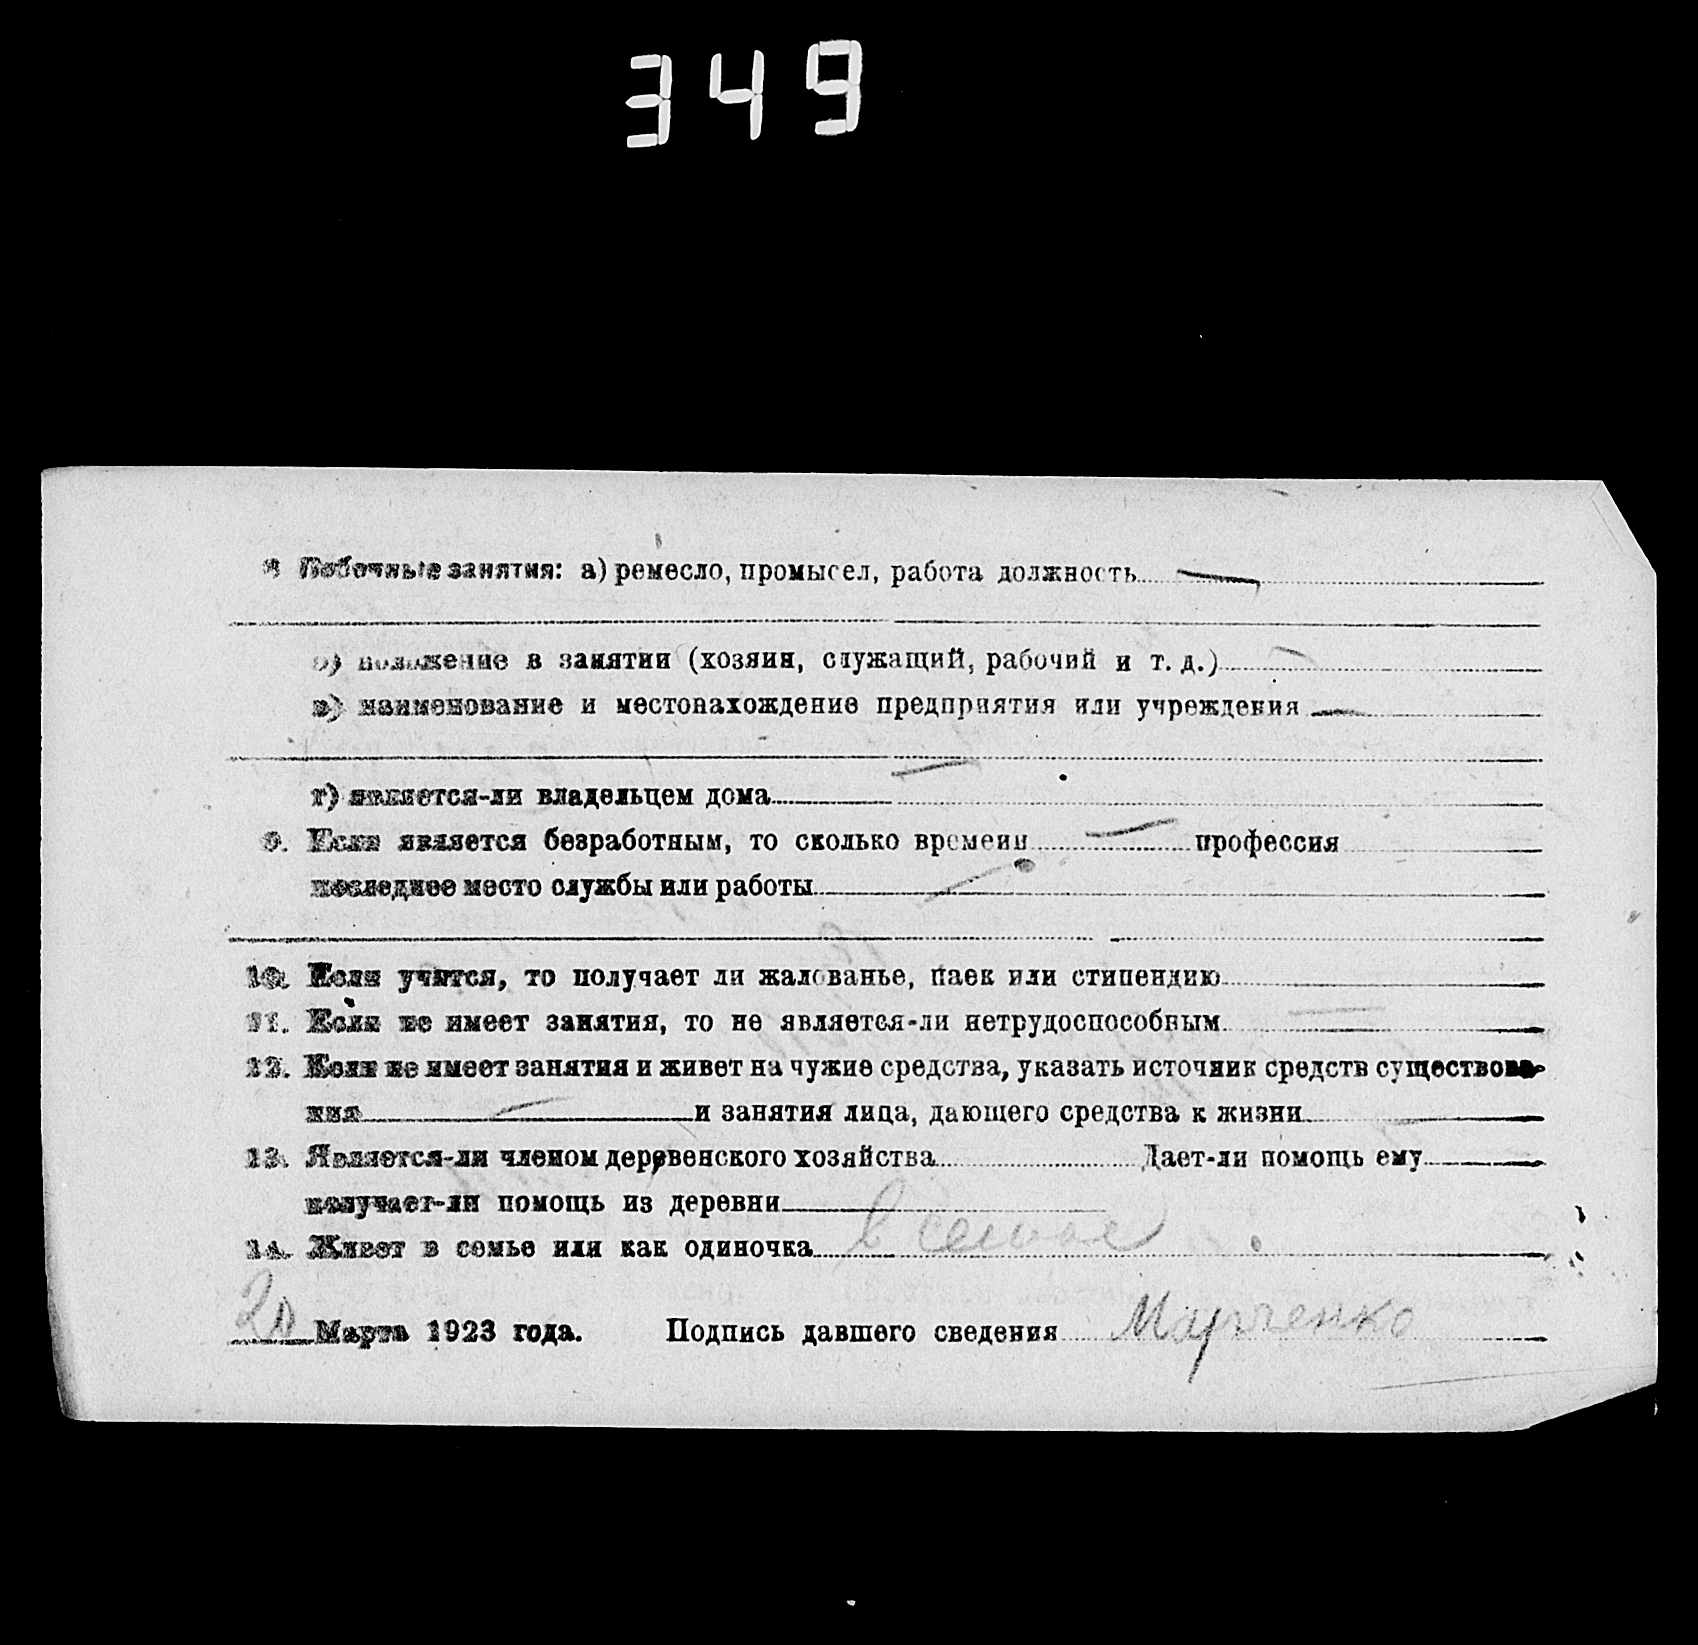 349
8 Побочные занятия: а) ремесло, промысел, работа должность —
б) положение в занятии (хозяин, служащий, рабочий и т. д.) —
в) наименование и местонахождение предприятия или учреждения —
г) является-ли владельцем дома —
9. Если является безработным, то сколько времени — профессия
последнее место службы или работы —
10. Если учится, то получает ли жалованье, паек или стипендию
11. Если не имеет занятия, то не является-ли нетрудоспособным —
12. Если не имеет занятия и живет на чужие средства, указать источник средств существова-
ния — и занятия лица, дающего средства к жизни
13. Является-ли членом деревенского хозяйства Дает-ли помощь ему
получает-ли помощь из деревни
14. Живет в семье или как одиночка в семье
Марта 1923 года. Подпись давшего сведения Марченко